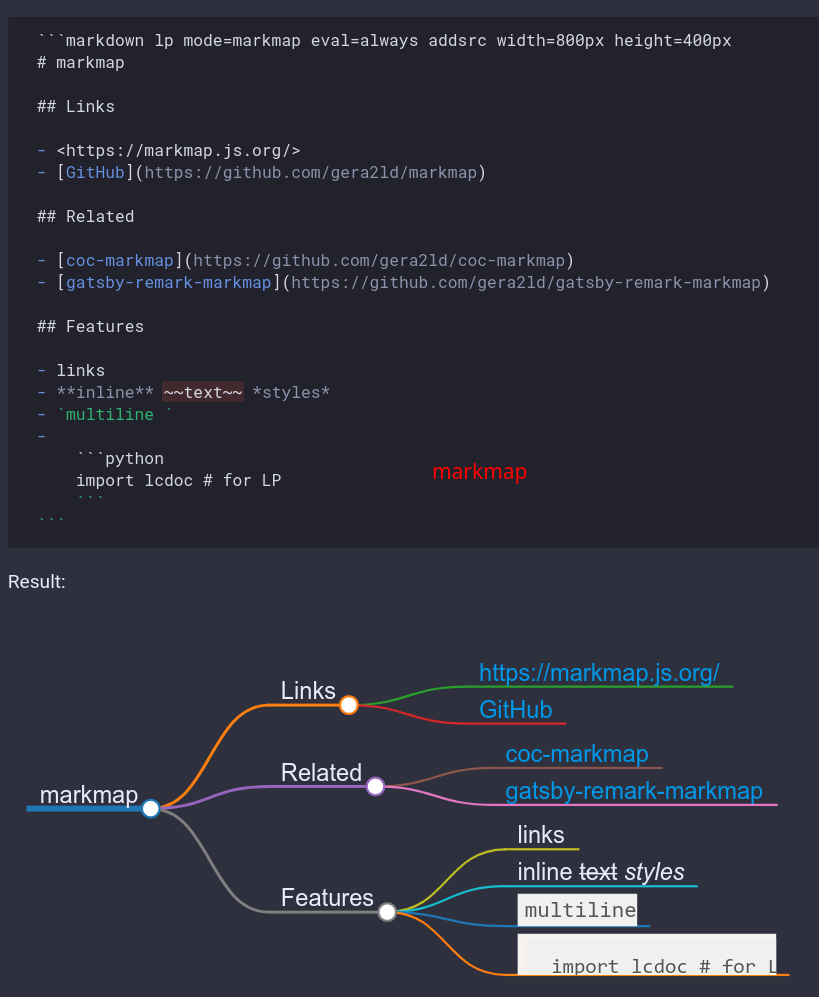 ```markdown lp mode=markmap eval=always addsrc width=800px height=400px
# markmap
## Links
- <https://markmap.js.org/>
- [GitHub](https://github.com/gera2ld/markmap)
## Related
- [coc-markmap](https://github.com/gera2ld/coc-markmap)
- [gatsby-remark-markmap](https://github.com/gera2ld/gatsby-remark-markmap)
## Features
- links
- **inline** ~~text~~ *styles*
- `multiline `
-
```python
import lcdoc # for LP
```
```
markmap
Result:
markmap
Links
https://markmap.js.org/
GitHub
Related
coc-markmap
gatsby-remark-markmap
Features
links
inline text styles
multiline
import lcdoc # for L